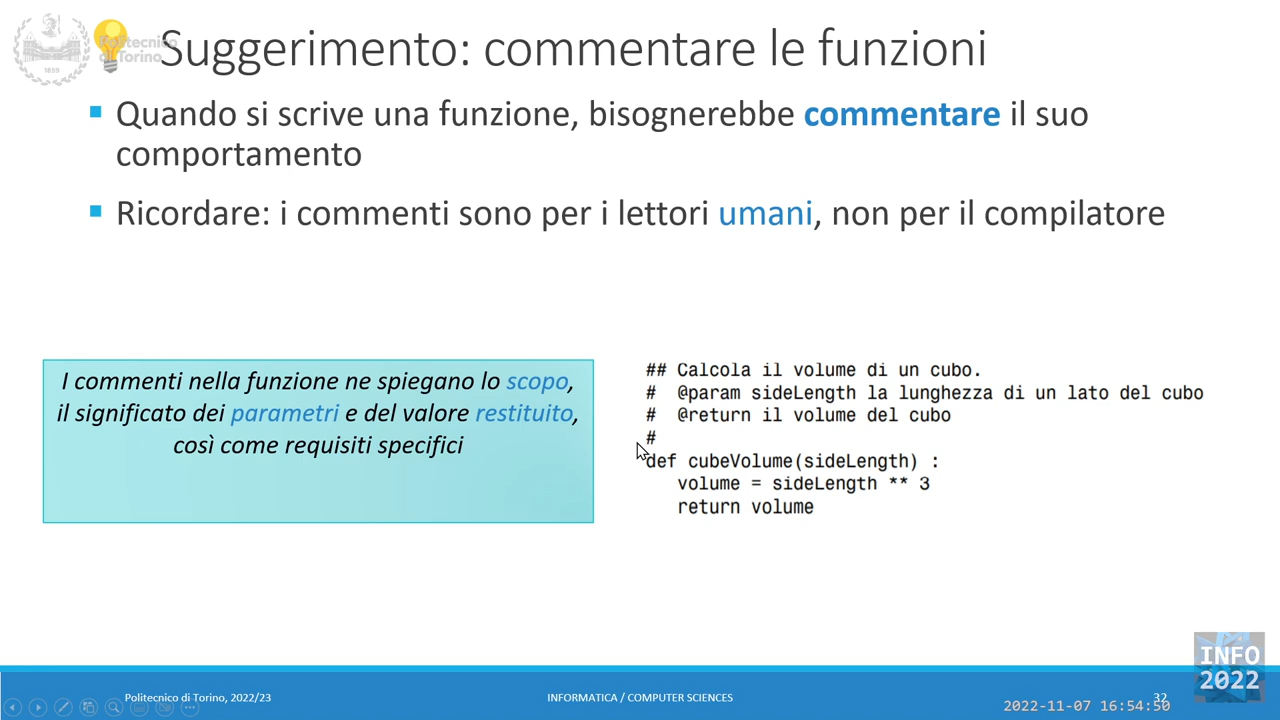 Politecnico
di Torino
1859
Suggerimento: commentare le funzioni
Quando si scrive una funzione, bisognerebbe commentare il suo
comportamento
Ricordare: i commenti sono per i lettori umani, non per il compilatore
I commenti nella funzione ne spiegano lo scopo,
il significato dei parametri e del valore restituito,
così come requisiti specifici
## Calcola il volume di un cubo.
# @param sideLength la lunghezza di un lato del cubo
# @return il volume del cubo
#
def cubeVolume(sideLength) :
volume = sideLength ** 3
return volume
INFO
2022
Politecnico di Torino, 2022/23
INFORMATICA / COMPUTER SCIENCES
32
2022-11-07 16:54:50